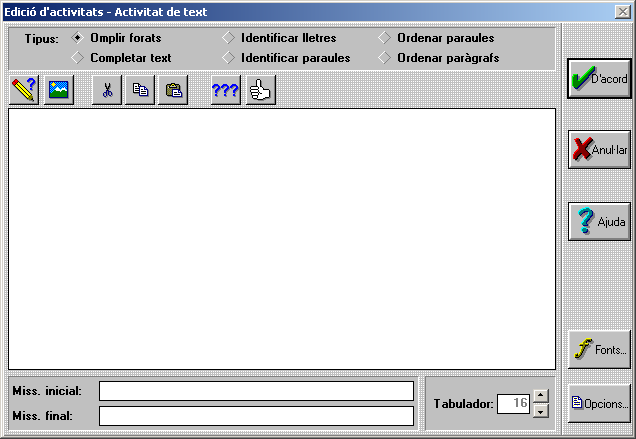 Edició d'activitats - Activitat de text
Tipus: Omplir forats Identificar lletres Ordenar paraules
Completar text Identificar paraules Ordenar paràgrafs
? ???
D'acord
Anul·lar
? Ajuda
f Fonts...
Opcions...
Miss. inicial:
Miss. final:
Tabulador: 16